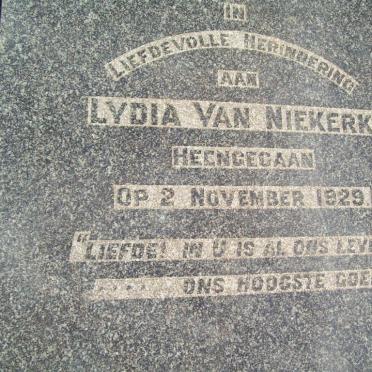 IN
LIEFDEVOLLE HERINNERING
AAN
LYDIA VAN NIEKERK
HEENGEGAAN
OP 2 NOVEMBER 1929.
"LIEFDE! IN U IS AL ONS LEVE
.... ONS HOOGSTE GOE